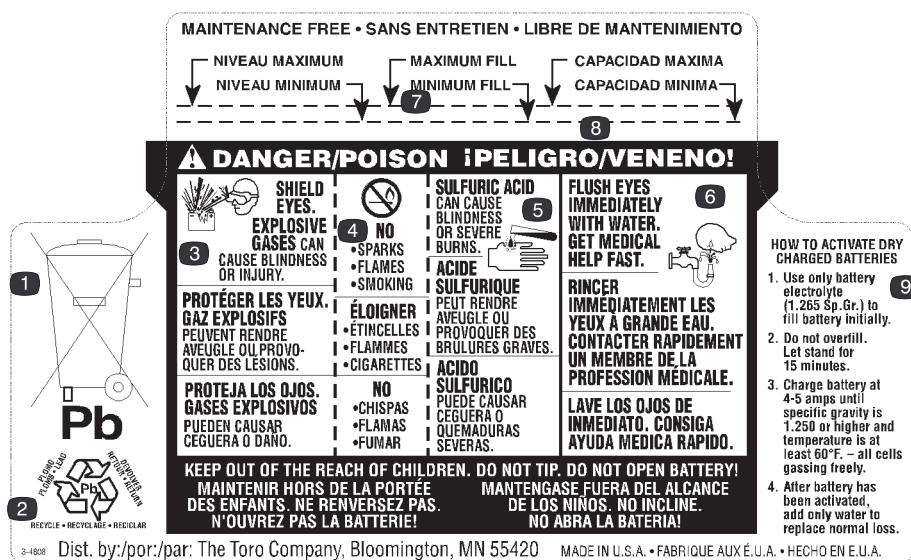 MAINTENANCE FREE • SANS ENTRETIEN • LIBRE DE MANTENIMIENTO
NIVEAU MAXIMUM
MAXIMUM FILL
CAPACIDAD MAXIMA
NIVEAU MINIMUM
MINIMUM FILL
CAPACIDAD MINIMA
7
8
DANGER/POISON ¡PELIGRO/VENENO!
SHIELD
EYES.
EXPLOSIVE
GASES CAN
CAUSE BLINDNESS
OR INJURY.
3
PROTÉGER LES YEUX.
GAZ EXPLOSIFS
PEUVENT RENDRE
AVEUGLE OU PROVO-
QUER DES LÉSIONS.
PROTEJA LOS OJOS.
GASES EXPLOSIVOS
PUEDEN CAUSAR
CEGUERA O DAÑO.
4
NO
•SPARKS
•FLAMES
•SMOKING
ÉLOIGNER
•ÉTINCELLES
•FLAMMES
•CIGARETTES
NO
•CHISPAS
•FLAMAS
•FUMAR
SULFURIC ACID
CAN CAUSE
BLINDNESS
OR SEVERE
BURNS.
5
ACIDE
SULFURIQUE
PEUT RENDRE
AVEUGLE OU
PROVOQUER DES
BRÛLURES GRAVES.
ACIDO
SULFURICO
PUEDE CAUSAR
CEGUERA O
QUEMADURAS
SEVERAS.
FLUSH EYES
IMMEDIATELY
WITH WATER.
GET MEDICAL
HELP FAST.
6
RINCER
IMMEDIATEMENT LES
YEUX À GRANDE EAU.
CONTACTER RAPIDEMENT
UN MEMBRE DE LA
PROFESSION MÉDICALE.
LAVE LOS OJOS DE
INMEDIATO. CONSIGA
AYUDA MEDICA RAPIDO.
KEEP OUT OF THE REACH OF CHILDREN. DO NOT TIP. DO NOT OPEN BATTERY!
MAINTENIR HORS DE LA PORTÉE
DES ENFANTS. NE RENVERSEZ PAS.
N'OUVREZ PAS LA BATTERIE!
MANTENGASE FUERA DEL ALCANCE
DE LOS NIÑOS. NO INCLINE.
NO ABRA LA BATERIA!
1
Pb
2
PLOMO
PLOMB • LEAD
DEVOLVER
RETOUR • RETURN
Pb
RECYCLE • RECYCLAGE • RECICLAR
HOW TO ACTIVATE DRY
CHARGED BATTERIES
9
1. Use only battery
electrolyte
(1.265 Sp.Gr.) to
fill battery initially.
2. Do not overfill.
Let stand for
15 minutes.
3. Charge battery at
4-5 amps until
specific gravity is
1.250 or higher and
temperature is at
least 60°F. – all cells
gassing freely.
4. After battery has
been activated,
add only water to
replace normal loss.
3-4608 Dist. by:/por:/par: The Toro Company, Bloomington, MN 55420 MADE IN U.S.A. • FABRIQUE AUX É.U.A. • HECHO EN E.U.A.